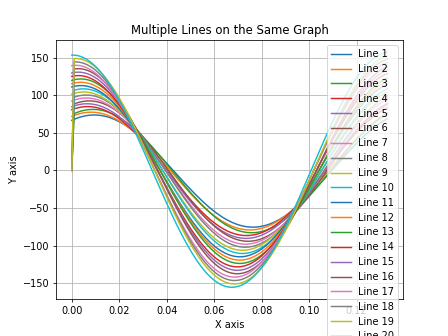 Multiple Lines on the Same Graph
150
100
50
0
−50
−100
−150
Y axis
0.00
0.02
0.04
0.06
0.08
0.10
X axis
Line 1
Line 2
Line 3
Line 4
Line 5
Line 6
Line 7
Line 8
Line 9
Line 10
Line 11
Line 12
Line 13
Line 14
Line 15
Line 16
Line 17
Line 18
Line 19
Line 20